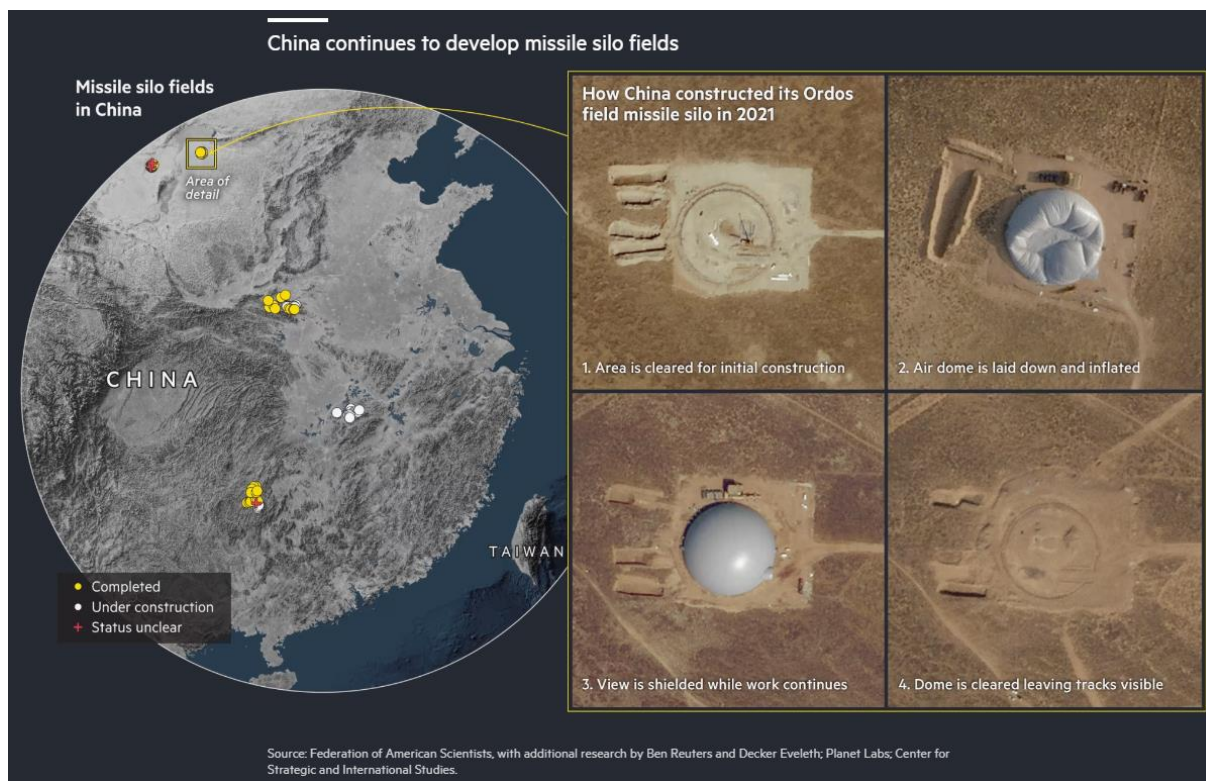 China continues to develop missile silo fields
Missile silo fields
in China
Area of
detail
CHINA
TAIWAN
Completed
Under construction
+ Status unclear
How China constructed its Ordos
field missile silo in 2021
1. Area is cleared for initial construction
2. Air dome is laid down and inflated
3. View is shielded while work continues
4. Dome is cleared leaving tracks visible
Source: Federation of American Scientists, with additional research by Ben Reuters and Decker Eveleth; Planet Labs; Center for
Strategic and International Studies.